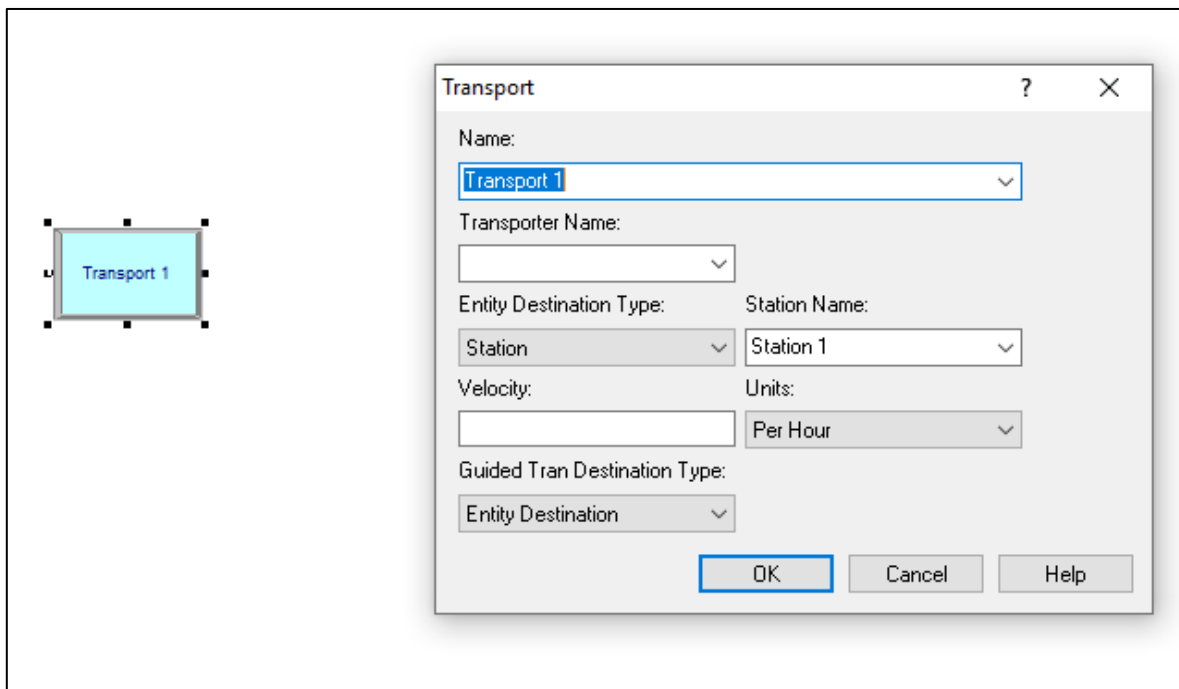 Transport 1
Transport ?
Name:
Transport 1
Transporter Name:
Entity Destination Type: Station Name:
Station Station 1
Velocity: Units:
Per Hour
Guided Tran Destination Type:
Entity Destination
OK Cancel Help